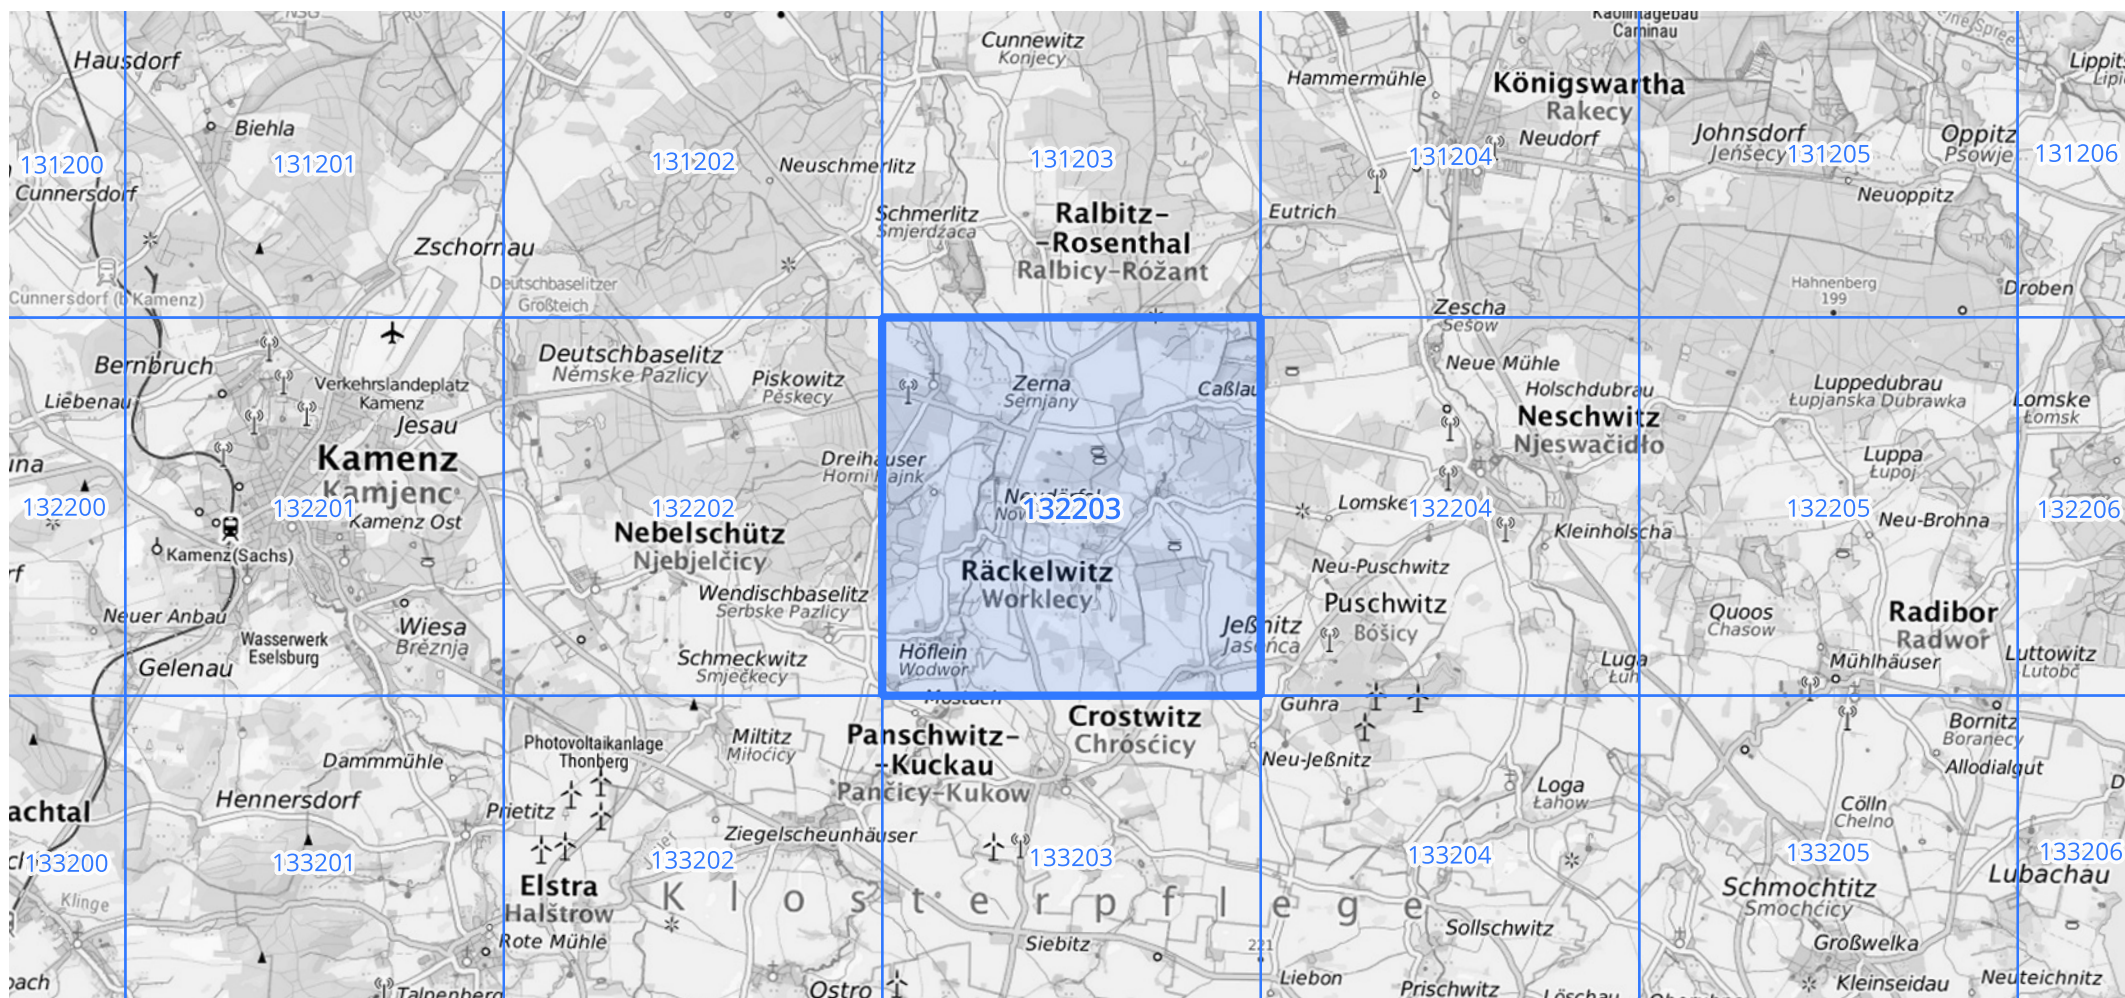 Hausdorf
Biehla
131200
131201
Cunnersdorf
Zschornau
Cunnersdorf (b Kamenz)
131202
Neuschmerlitz
Deutschbaselitzer
Großteich
Cunnewitz
Konjecy
131203
Schmerlitz
Smjerdźaca
Ralbitz-
-Rosenthal
Ralbicy-Róžant
Kaolintagebau
Caminau
Hammermühle
Königswartha
Rakecy
Neudorf
131204
Eutrich
Zescha
Šešow
Johnsdorf
Jeńšecy
131205
Oppitz
Psowje
131206
Neuoppitz
Hahnenberg
199
Droben
Bernbruch
Liebenau
Verkehrslandeplatz
Kamenz
Jesau
Kamenz
Kamjenc
132200
132201
Kamenz Ost
Kamenz(Sachs)
Neuer Anbau
Wasserwerk
Eselsburg
Wiesa
Brěznja
Gelenau
Deutschbaselitz
Němske Pazlicy
Piskowitz
Pěskecy
Dreihäuser
Horni Hajnk
132202
Nebelschütz
Njebjelčicy
Wendischbaselitz
Serbske Pazlicy
Schmeckwitz
Smječkecy
Zerna
Sernjany
Caßlau
132203
Räckelwitz
Worklecy
Höflein
Wodwor
Jeßnitz
Jaseńca
Neue Mühle
Holschdubrau
Neschwitz
Njeswačidło
Lomske
132204
Kleinholscha
Neu-Puschwitz
Puschwitz
Bóšicy
Luga
Łuh
Luppedubrau
Łupjanska Dubrawka
Lomske
Łomsk
Luppa
Łupoj
132205
132206
Neu-Brohna
Quoos
Chasow
Radibor
Radwor
Mühlhäuser
Luttowitz
Lutobč
Dammmühle
Hennersdorf
133200
133201
Klinge
Photovoltaikanlage
Thonberg
Miltitz
Miłoćicy
Prietitz
Ziegelscheunhäuser
133202
Elstra
Halštrow
Rote Mühle
Talpenberg
Ostro
Panschwitz-
-Kuckau
Pančicy-Kukow
Crostwitz
Chrósćicy
133203
Klosterpflege
Siebitz
221
Guhra
Neu-Jeßnitz
Loga
Łahow
133204
Sollschwitz
Liebon
Prischwitz
Löschau
Bornitz
Boranecy
Allodialgut
Cölln
Chelno
133205
133206
Schmochtitz
Smochćicy
Lubachau
Großwelka
Kleinseidau
Neuteichnitz